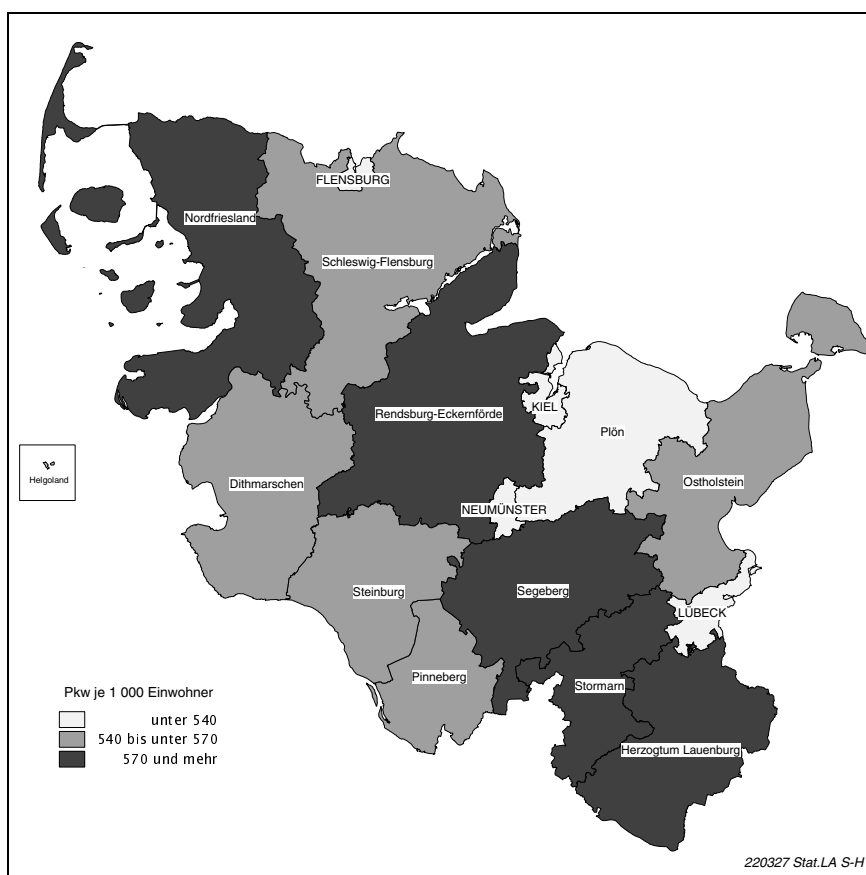 FLENSBURG
Nordfriesland
Schleswig-Flensburg
Rendsburg-Eckernförde
KIEL
Plön
Helgoland
Dithmarschen
Ostholstein
NEUMÜNSTER
Steinburg
Segeberg
LÜBECK
Pinneberg
Stormarn
Herzogtum Lauenburg
Pkw je 1 000 Einwohner
unter 540
540 bis unter 570
570 und mehr
220327 Stat.LA S-H